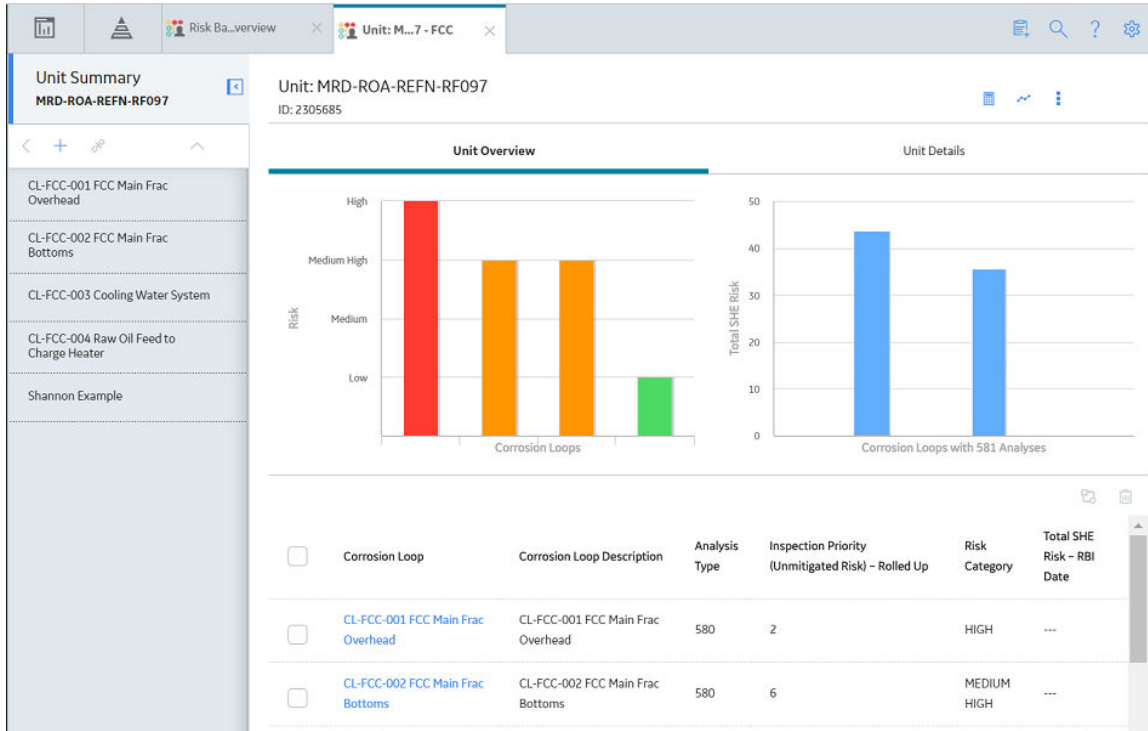 Risk Ba...verview
Unit: M...7 - FCC
?
Unit Summary
MRD-ROA-REFN-RF097
CL-FCC-001 FCC Main Frac
Overhead
CL-FCC-002 FCC Main Frac
Bottoms
CL-FCC-003 Cooling Water System
CL-FCC-004 Raw Oil Feed to
Charge Heater
Shannon Example
Unit: MRD-ROA-REFN-RF097
ID: 2305685
Unit Overview
Unit Details
High
Medium High
Medium
Low
Risk
Corrosion Loops
50
40
30
20
10
0
Total SHE Risk
Corrosion Loops with 581 Analyses
Corrosion Loop
Corrosion Loop Description
Analysis
Type
Inspection Priority
(Unmitigated Risk) – Rolled Up
Risk
Category
Total SHE
Risk – RBI
Date
CL-FCC-001 FCC Main Frac
Overhead
CL-FCC-001 FCC Main Frac
Overhead
580
2
HIGH
---
CL-FCC-002 FCC Main Frac
Bottoms
CL-FCC-002 FCC Main Frac
Bottoms
580
6
MEDIUM
HIGH
---